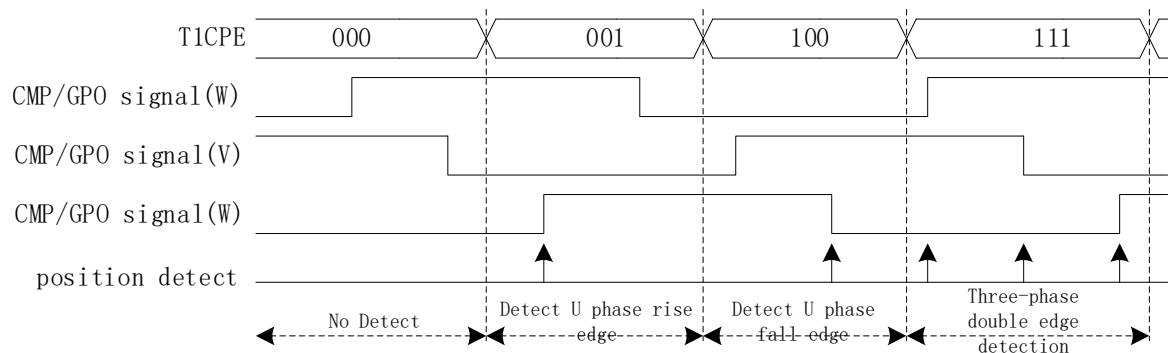 T1CPE 000 001 100 111
CMP/GPO signal(W)
CMP/GPO signal(V)
CMP/GPO signal(W)
position detect
No Detect
Detect U phase rise
edge
Detect U phase
fall edge
Three-phase
double edge
detection